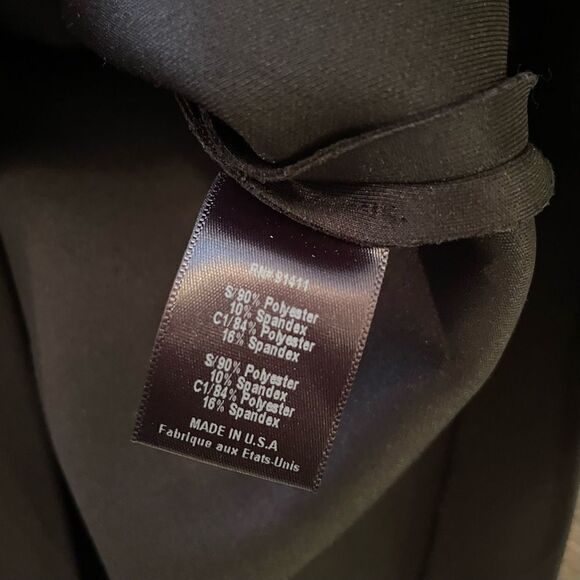 RN# 91411
S/90% Polyester
10% Spandex
C1/84% Polyester
16% Spandex
S/90% Polyester
10% Spandex
C1/84% Polyester
16% Spandex
MADE IN U.S.A
Fabrique aux Etats-Unis